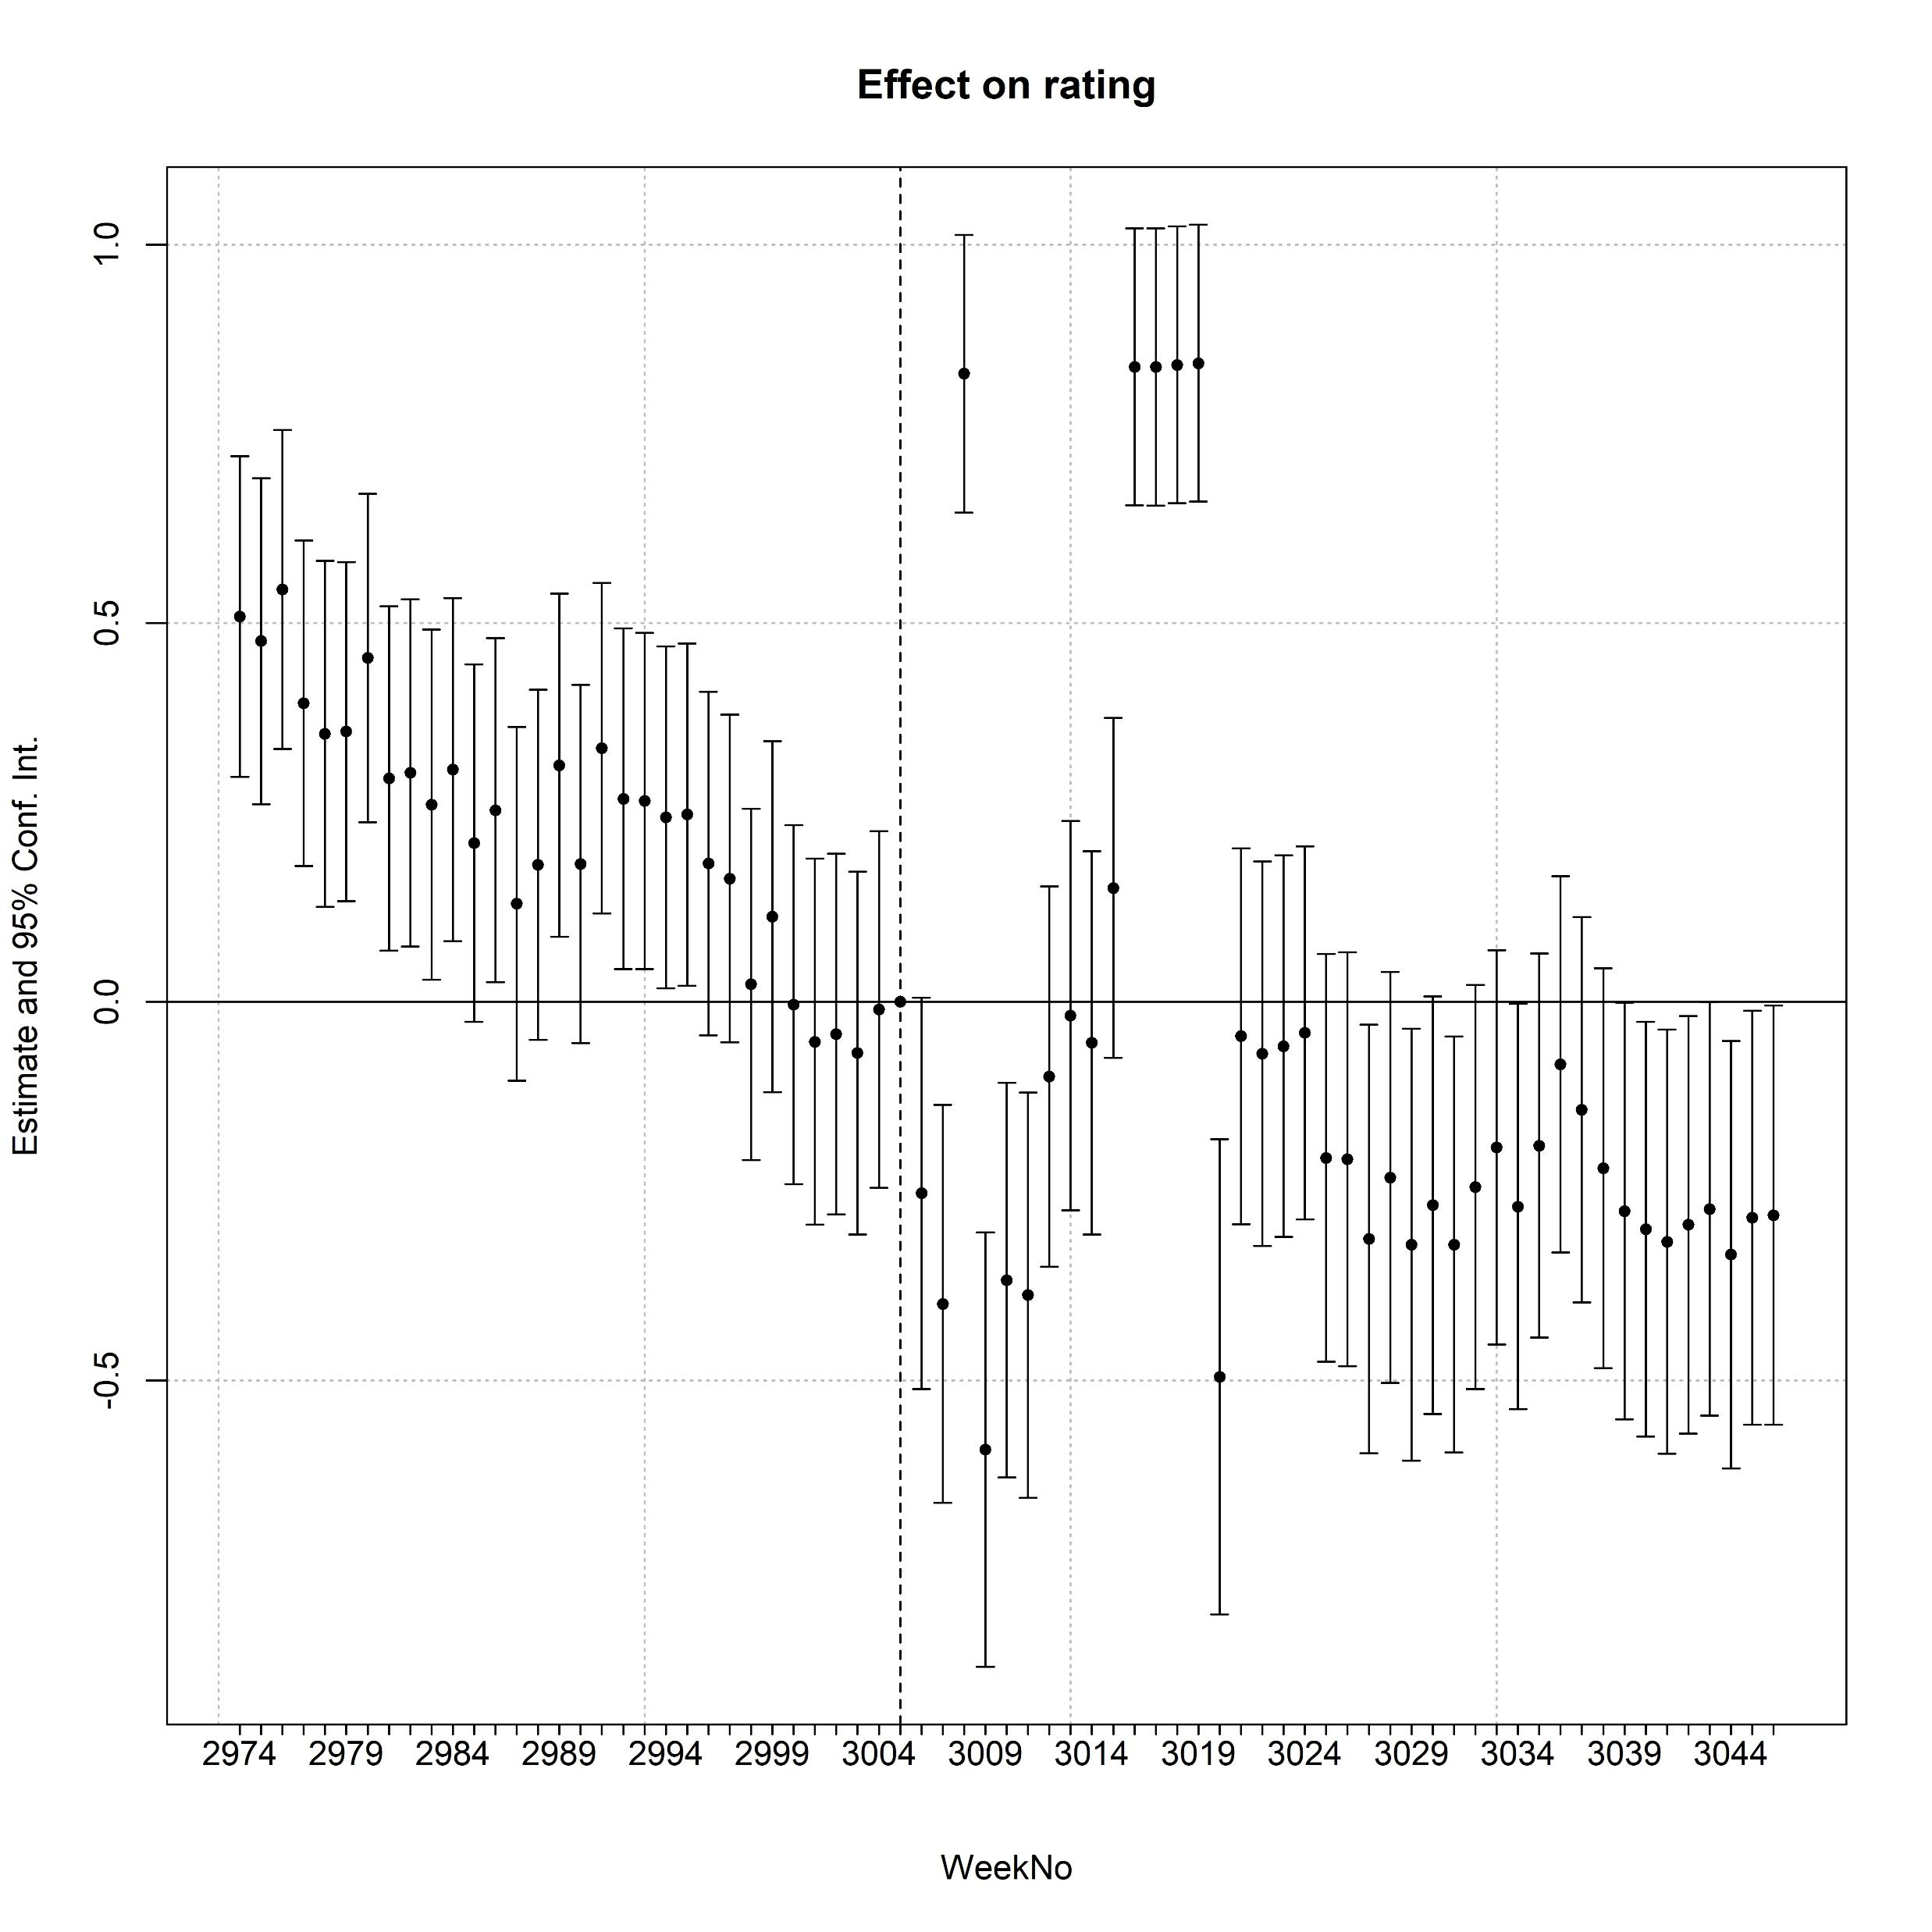 Effect on rating
Estimate and 95% Conf. Int.
1.0
0.5
0.0
-0.5
2974 2979 2984 2989 2994 2999 3004 3009 3014 3019 3024 3029 3034 3039 3044
WeekNo